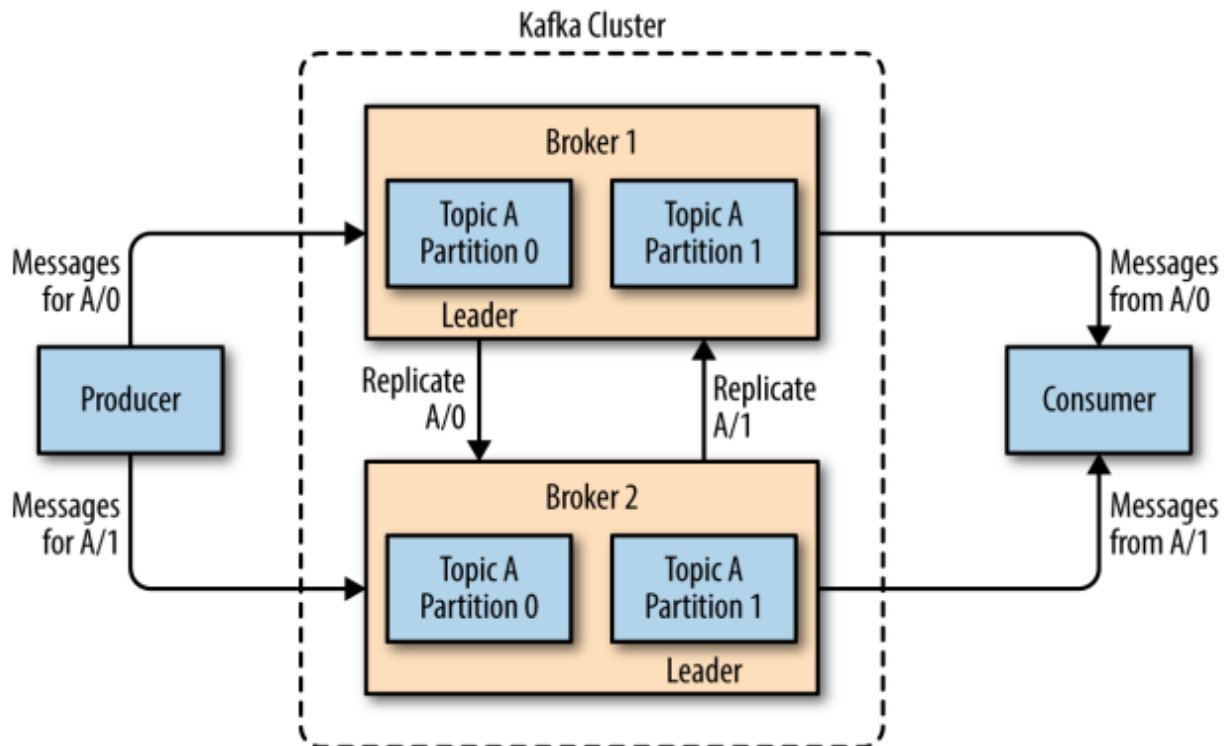 Kafka Cluster
Broker 1
Topic A
Partition 0
Topic A
Partition 1
Leader
Messages
for A/0
Messages
from A/0
Producer
Replicate
A/0
Replicate
A/1
Consumer
Broker 2
Messages
for A/1
Topic A
Partition 0
Topic A
Partition 1
Leader
Messages
from A/1